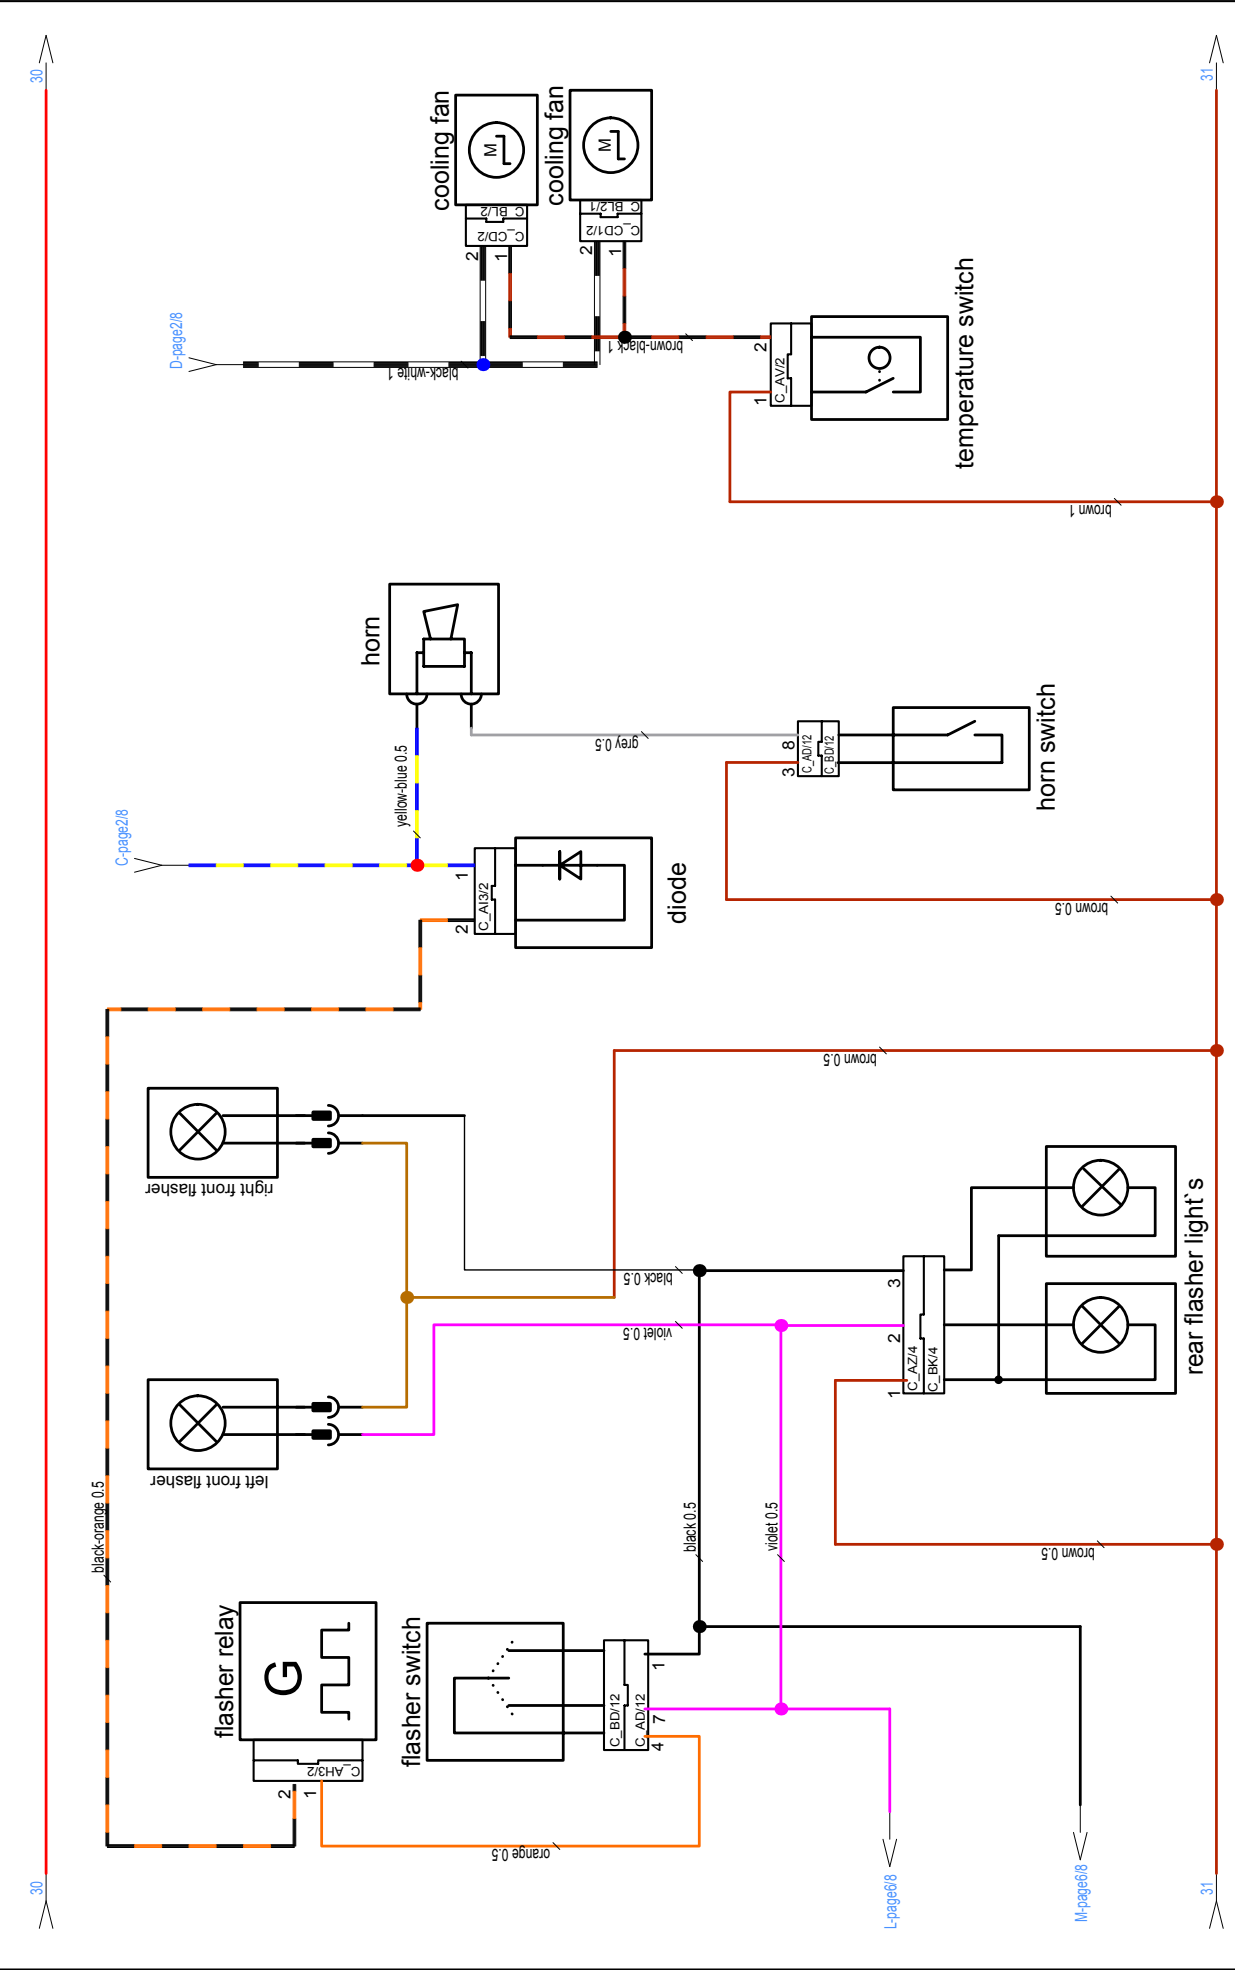 30
31
cooling fan
M
C_BL/2
C_CD/2
2
1
cooling fan
M
C_BL2/1
C_CD1/2
2
1
D-page2/8
black-white 1
brown-black 1
2
1
C_AV/2
temperature switch
brown 1
horn
yellow-blue 0.5
grey 0.5
C-page2/8
8
3
C_AD/12
C_BD/12
horn switch
brown 0.5
1
2
C_AI3/2
diode
brown 0.5
right front flasher
black 0.5
violet 0.5
left front flasher
3
2
1
C_AZ/4
C_BK/4
rear flasher light`s
brown 0.5
black-orange 0.5
black 0.5
violet 0.5
flasher relay
G
C_AH3/2
2
1
flasher switch
C_BD/12
C_AD/12
1
7
4
orange 0.5
L-page6/8
M-page6/8
30
31